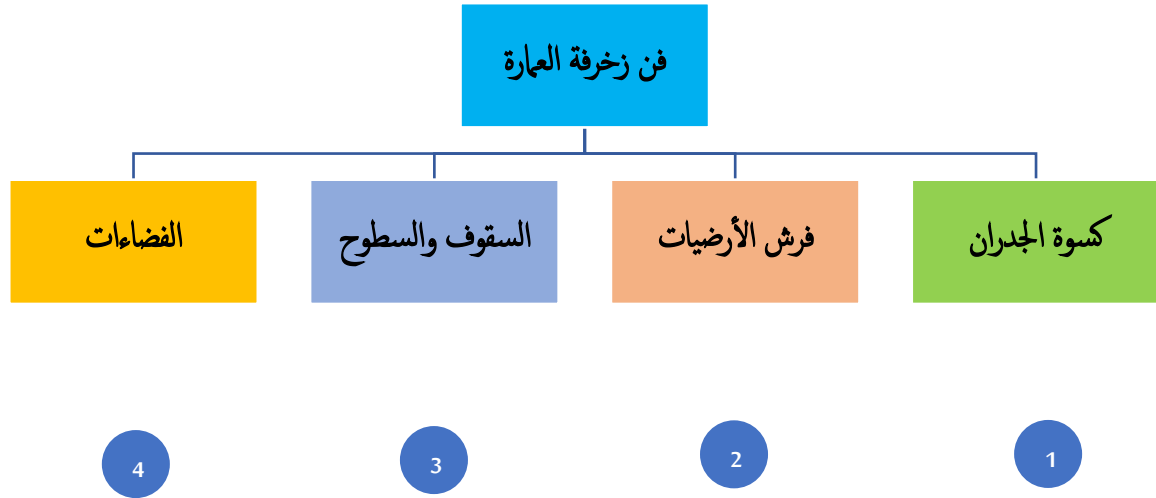 فن زخرفة العمارة
كسوة الجدران
فرش الأرضيات
السقوف والسطوح
الفضاءات
1
2
3
4